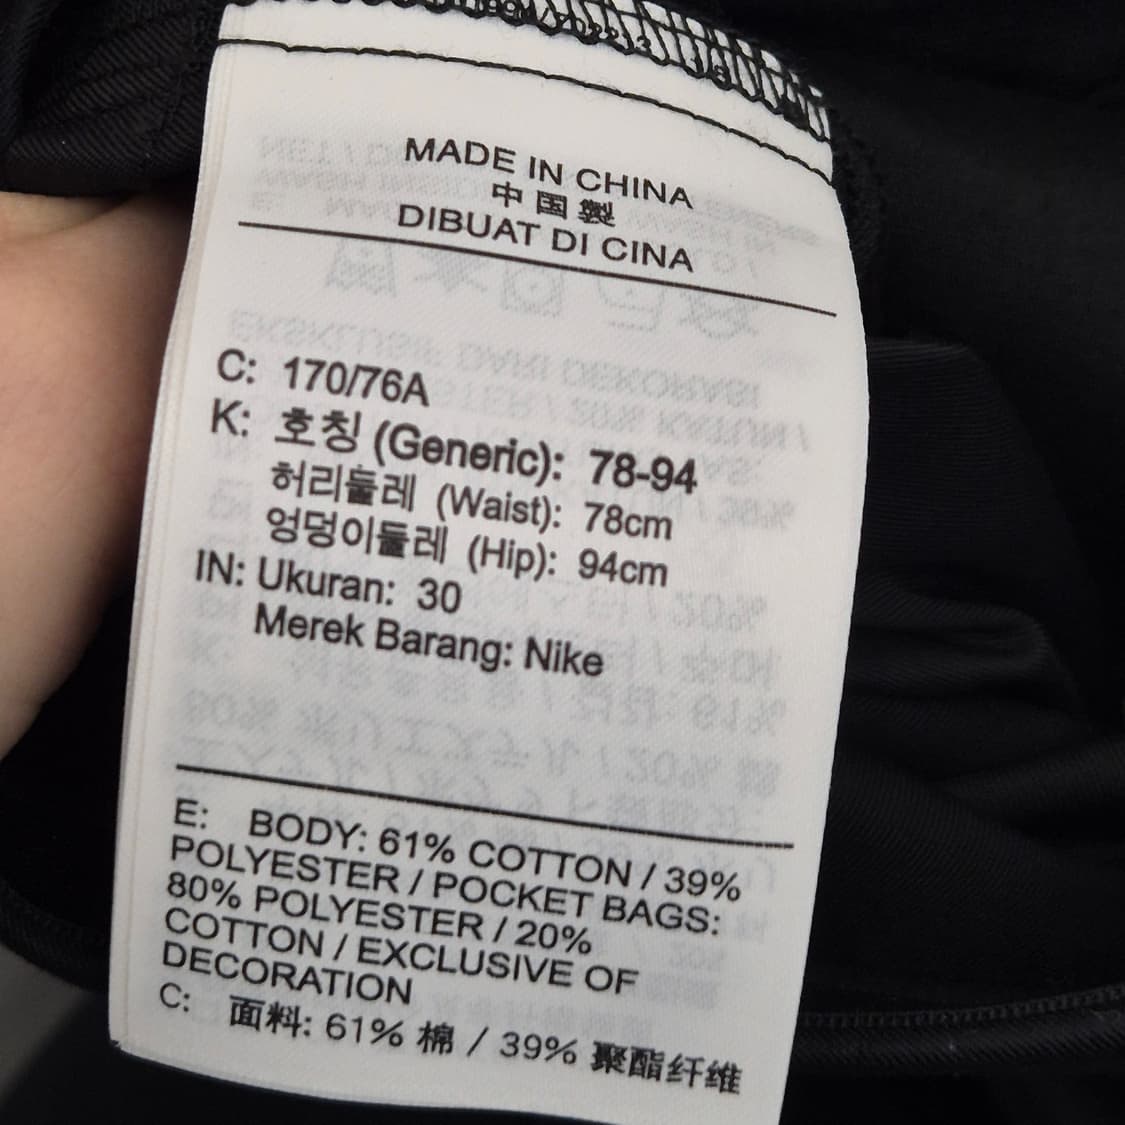 MADE IN CHINA
中国製
DIBUAT DI CINA
C: 170/76A
K: 호칭 (Generic): 78-94
허리둘레 (Waist): 78cm
엉덩이둘레 (Hip): 94cm
IN: Ukuran: 30
Merek Barang: Nike
E: BODY: 61% COTTON / 39%
POLYESTER / POCKET BAGS:
80% POLYESTER / 20%
COTTON / EXCLUSIVE OF
DECORATION
C: 面料: 61% 棉 / 39% 聚酯纤维